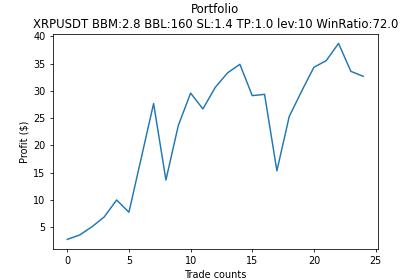 Portfolio
XRPUSDT BBM:2.8 BBL:160 SL:1.4 TP:1.0 lev:10 WinRatio:72.0
Profit ($)
40
35
30
25
20
15
10
5
0 5 10 15 20 25
Trade counts